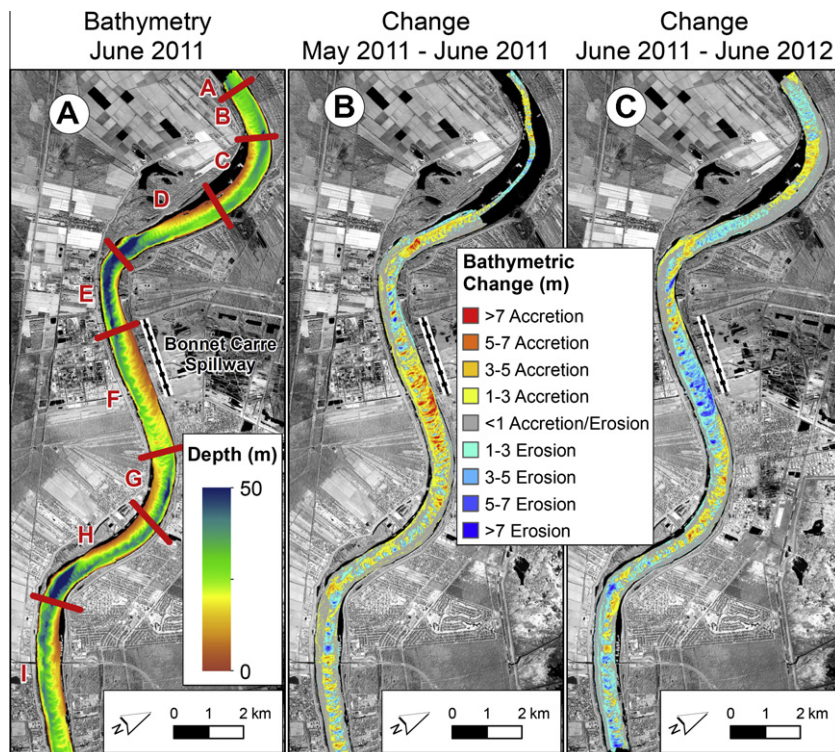 Bathymetry
June 2011
Change
May 2011 - June 2011
Change
June 2011 - June 2012
A
B
C
A
B
C
D
E
F
G
H
I
Bonnet Carre
Spillway
Depth (m)
50
0
Bathymetric
Change (m)
>7 Accretion
5-7 Accretion
3-5 Accretion
1-3 Accretion
<1 Accretion/Erosion
1-3 Erosion
3-5 Erosion
5-7 Erosion
>7 Erosion
N
0 1 2 km
N
0 1 2 km
N
0 1 2 km